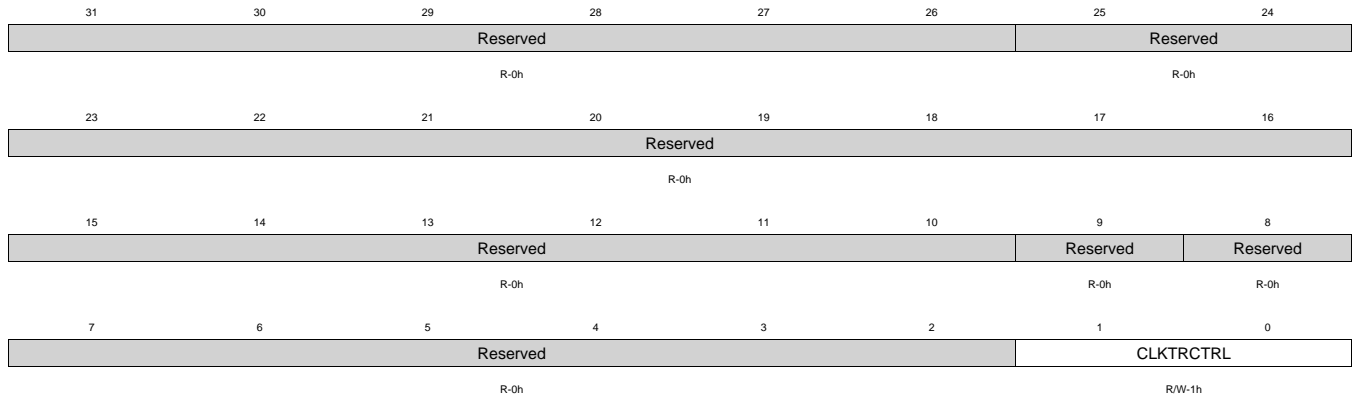 31 30 29 28 27 26 25 24
Reserved Reserved
R-0h R-0h
23 22 21 20 19 18 17 16
Reserved
R-0h
15 14 13 12 11 10 9 8
Reserved Reserved Reserved
R-0h R-0h R-0h
7 6 5 4 3 2 1 0
Reserved CLKTRCTRL
R-0h R/W-1h